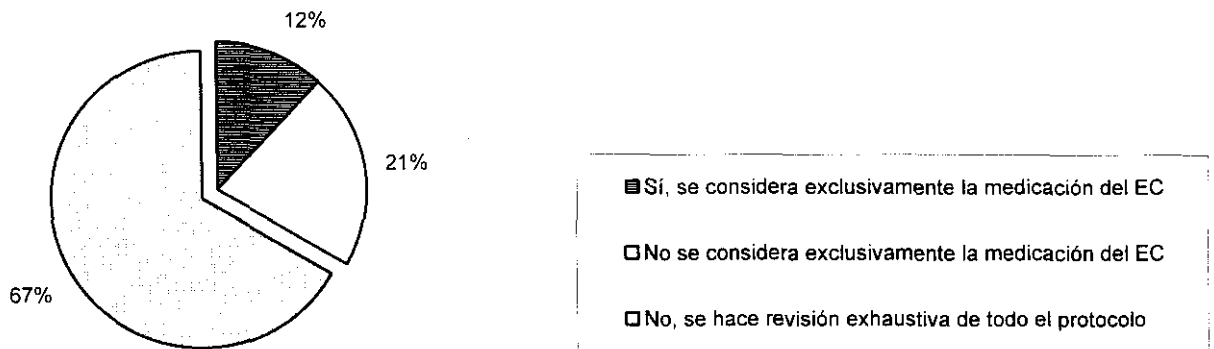 12%
21%
67%
Sí, se considera exclusivamente la medicación del EC
No se considera exclusivamente la medicación del EC
No, se hace revisión exhaustiva de todo el protocolo